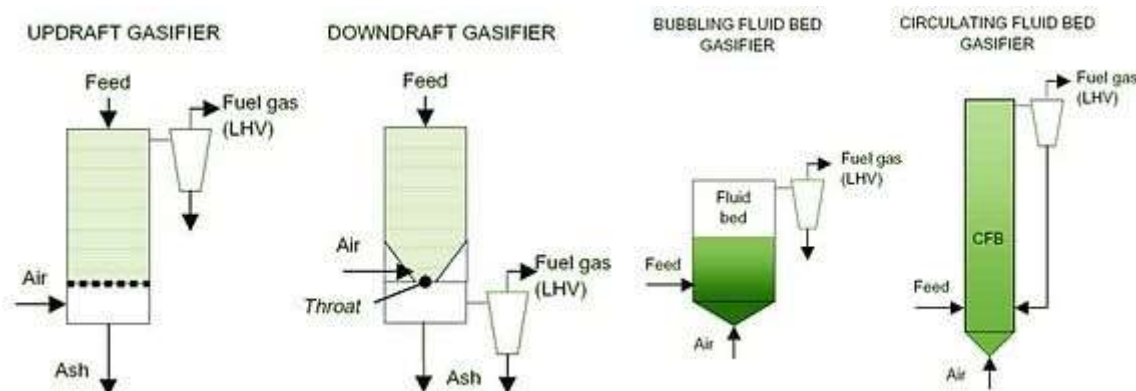 UPDRAFT GASIFIER
Feed
Fuel gas
(LHV)
Air
Ash
DOWNDRAFT GASIFIER
Feed
Air
Throat
Fuel gas
(LHV)
Ash
BUBBLING FLUID BED
GASIFIER
Fuel gas
(LHV)
Fluid
bed
Feed
Air
CIRCULATING FLUID BED
GASIFIER
Fuel gas
(LHV)
CFB
Feed
Air